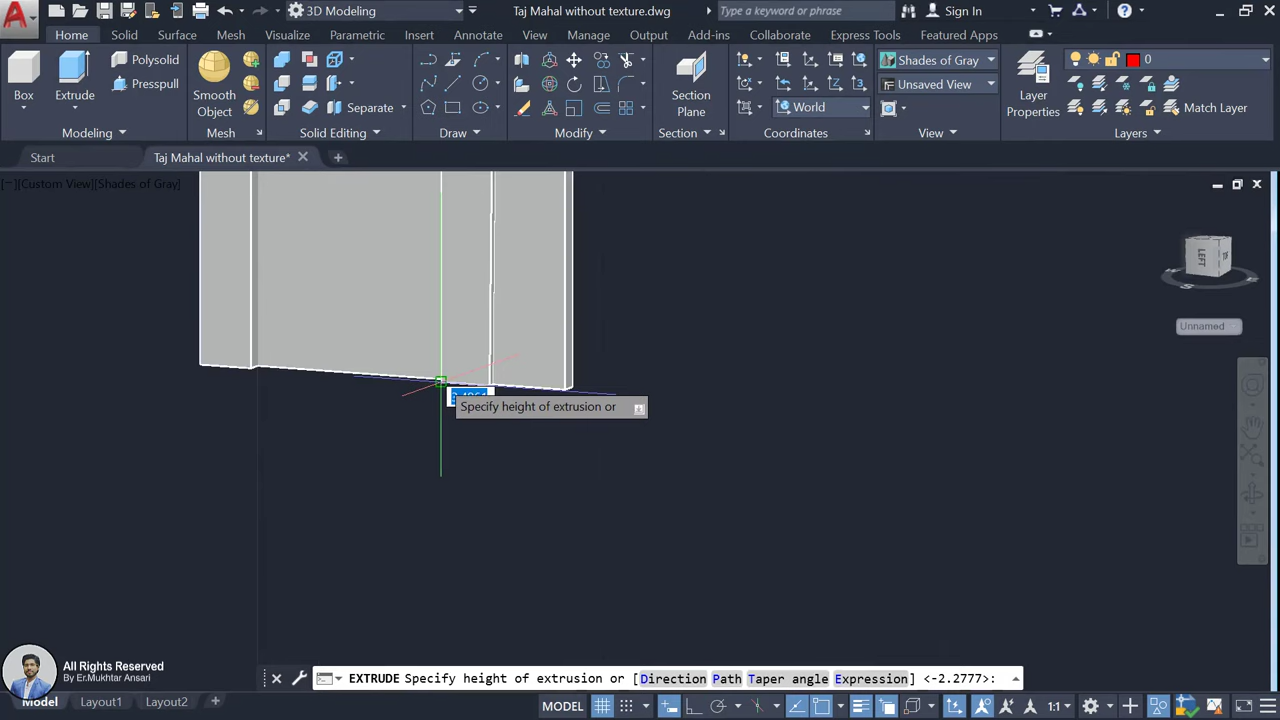 3D Modeling
Taj Mahal without texture.dwg
Type a keyword or phrase
Sign In
Home Solid Surface Mesh Visualize Parametric Insert Annotate View Manage Output Add-ins Collaborate Express Tools Featured Apps
Box
Extrude
Polysolid
Presspull
Smooth
Object
Separate
Section
Plane
World
Shades of Gray
Unsaved View
Layer
Properties
0
Match Layer
Modeling Mesh Solid Editing Draw Modify Section Coordinates View Layers
Start
Taj Mahal without texture*
[−][Custom View][Shades of Gray]
LEFT
Unnamed
Specify height of extrusion or
All Rights Reserved
By Er.Mukhtar Ansari
EXTRUDE Specify height of extrusion or [Direction Path Taper angle Expression] <-2.2777>:
Model Layout1 Layout2
MODEL
1:1